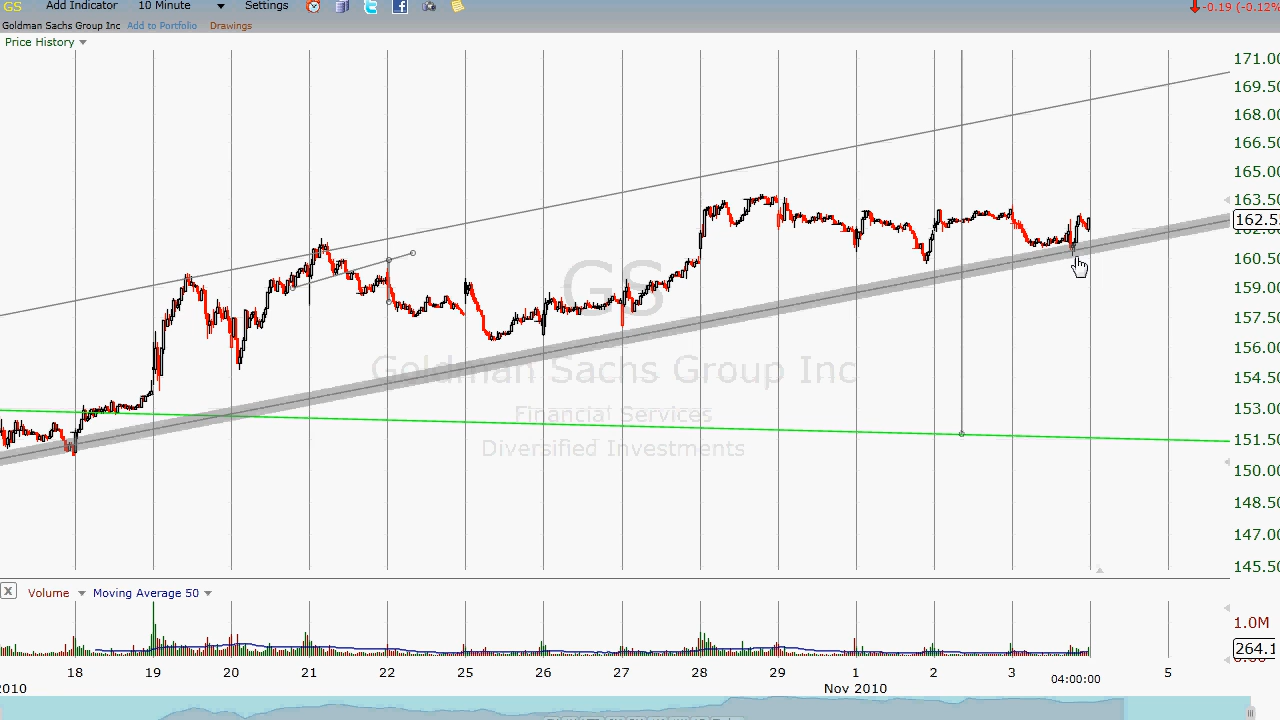 GS Add Indicator 10 Minute Settings -0.19 (-0.12%
Goldman Sachs Group Inc Add to Portfolio Drawings
Price History
171.00
169.50
168.00
166.50
165.00
163.50
162.5
160.50
159.00
157.50
156.00
154.50
153.00
151.50
150.00
148.50
147.00
145.50
GS
Goldman Sachs Group Inc
Financial Services
Diversified Investments
X Volume Moving Average 50
1.0M
264.1
18 19 20 21 22 25 26 27 28 29 1 2 3 04:00:00 5
2010 Nov 2010